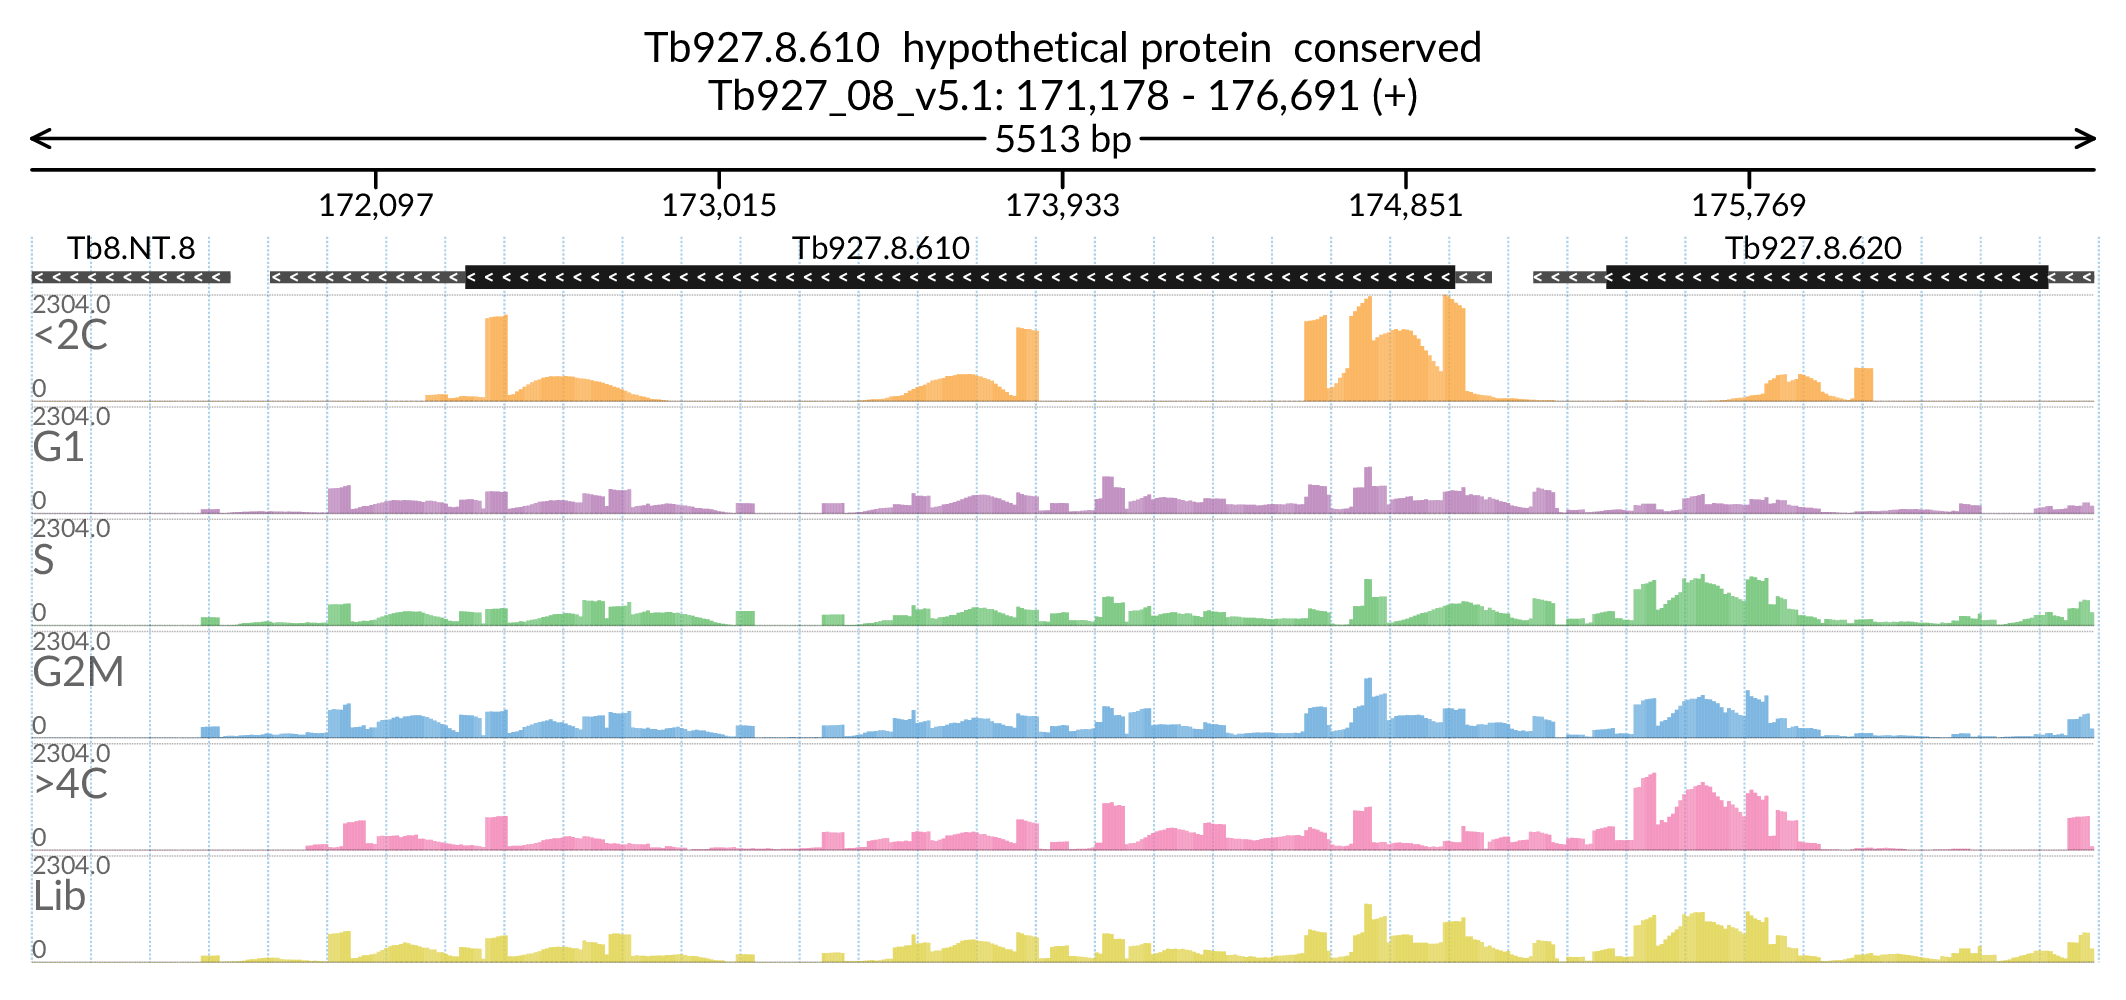 Tb927.8.610  hypothetical protein  conserved
Tb927_08_v5.1: 171,178 - 176,691 (+)
5513 bp
172,097 173,015 173,933 174,851 175,769
Tb8.NT.8 Tb927.8.610 Tb927.8.620
2304.0
<2C
0
2304.0
G1
0
2304.0
S
0
2304.0
G2M
0
2304.0
>4C
0
2304.0
Lib
0